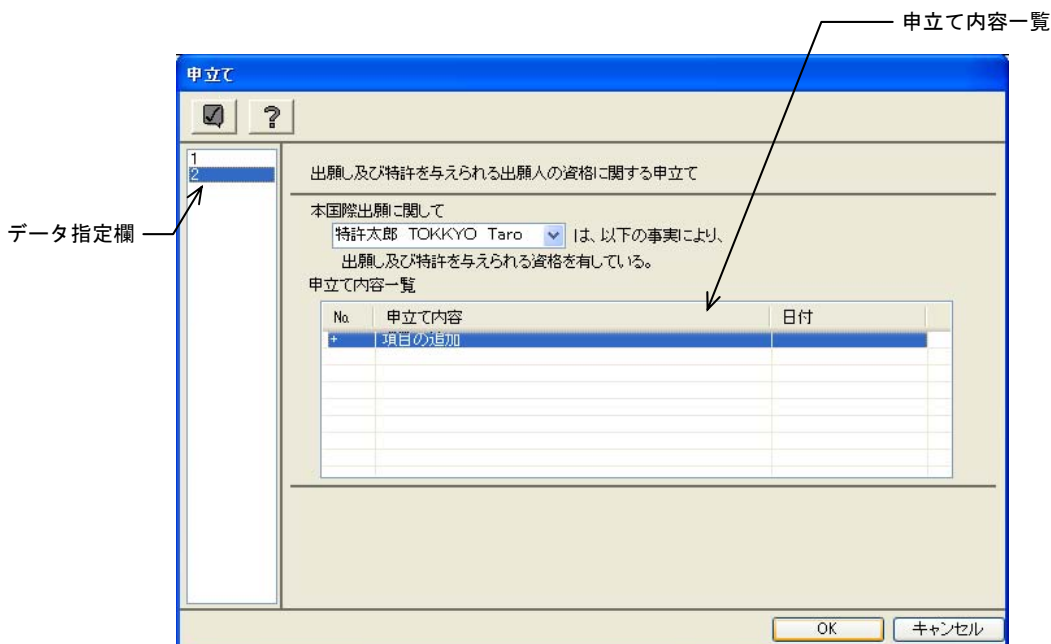 申立て内容一覧
申立て
?
1
2
出願し及び特許を与えられる出願人の資格に関する申立て
データ指定欄
本国際出願に関して
特許太郎 TOKKYO Taro は、以下の事実により、
出願し及び特許を与えられる資格を有している。
申立て内容一覧
No. 申立て内容 日付
+ 項目の追加
OK キャンセル